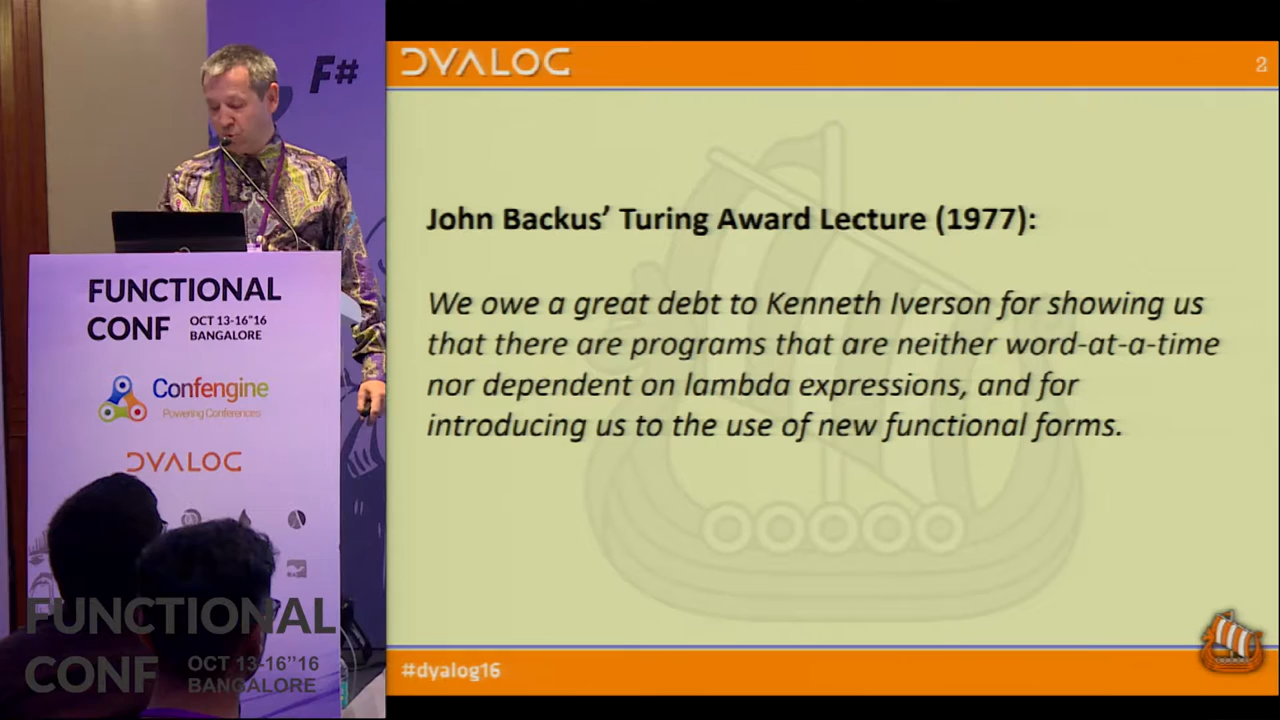 F#
FUNCTIONAL
CONF OCT 13-16"16
BANGALORE
Confengine
Powering Conferences
DYALOG
FUNCTIONAL
CONF OCT 13-16"16
BANGALORE
DYALOG
2
John Backus' Turing Award Lecture (1977):
We owe a great debt to Kenneth Iverson for showing us
that there are programs that are neither word-at-a-time
nor dependent on lambda expressions, and for
introducing us to the use of new functional forms.
#dyalog16